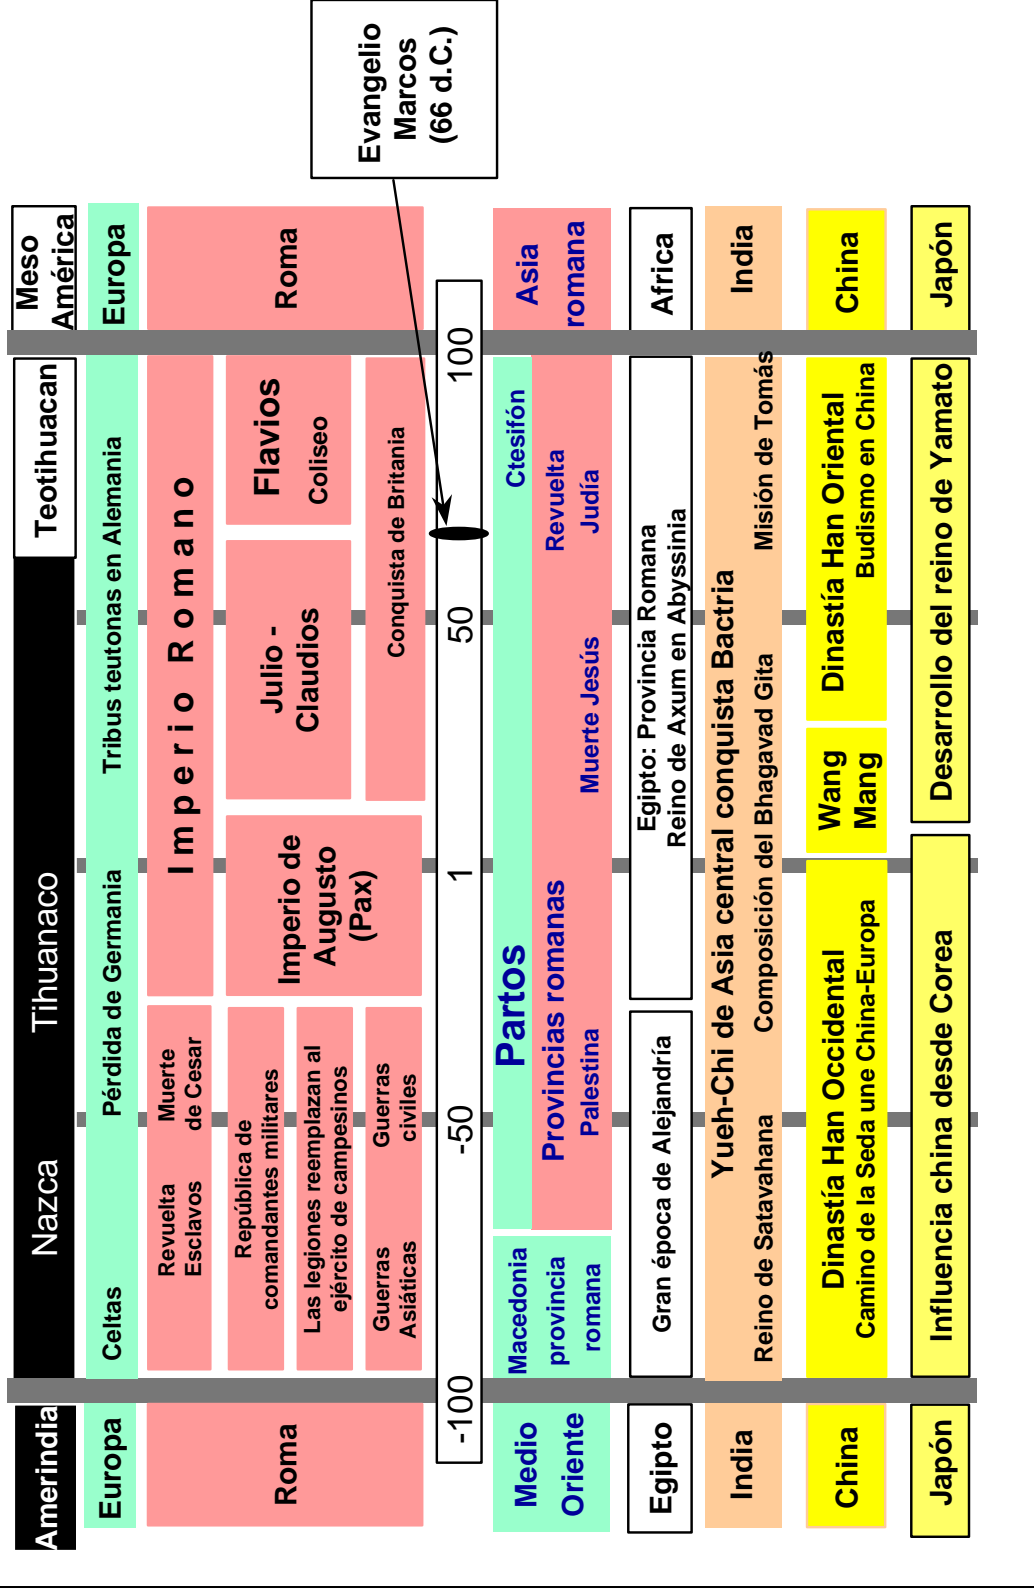 Evangelio
Marcos
(66 d.C.)
Amerindia
Nazca
Tihuanaco
Teotihuacan
Meso
América
Europa
Celtas
Pérdida de Germania
Tribus teutonas en Alemania
Europa
Roma
Revuelta
Esclavos
Muerte
de Cesar
Imperio Romano
República de
comandantes militares
Las legiones reemplazan al
ejército de campesinos
Guerras
Asiáticas
Guerras
civiles
Imperio de
Augusto
(Pax)
Julio -
Claudios
Flavios
Coliseo
Conquista de Britania
Roma
-100
-50
1
50
100
Medio
Oriente
Macedonia
provincia
romana
Partos
Ctesifón
Provincias romanas
Palestina
Muerte Jesús
Revuelta
Judía
Asia
romana
Egipto
Gran época de Alejandría
Egipto: Provincia Romana
Reino de Axum en Abyssinia
Africa
India
Yueh-Chi de Asia central conquista Bactria
Reino de Satavahana
Composición del Bhagavad Gita
Misión de Tomás
India
China
Dinastía Han Occidental
Camino de la Seda une China-Europa
Wang
Mang
Dinastía Han Oriental
Budismo en China
China
Japón
Influencia china desde Corea
Desarrollo del reino de Yamato
Japón